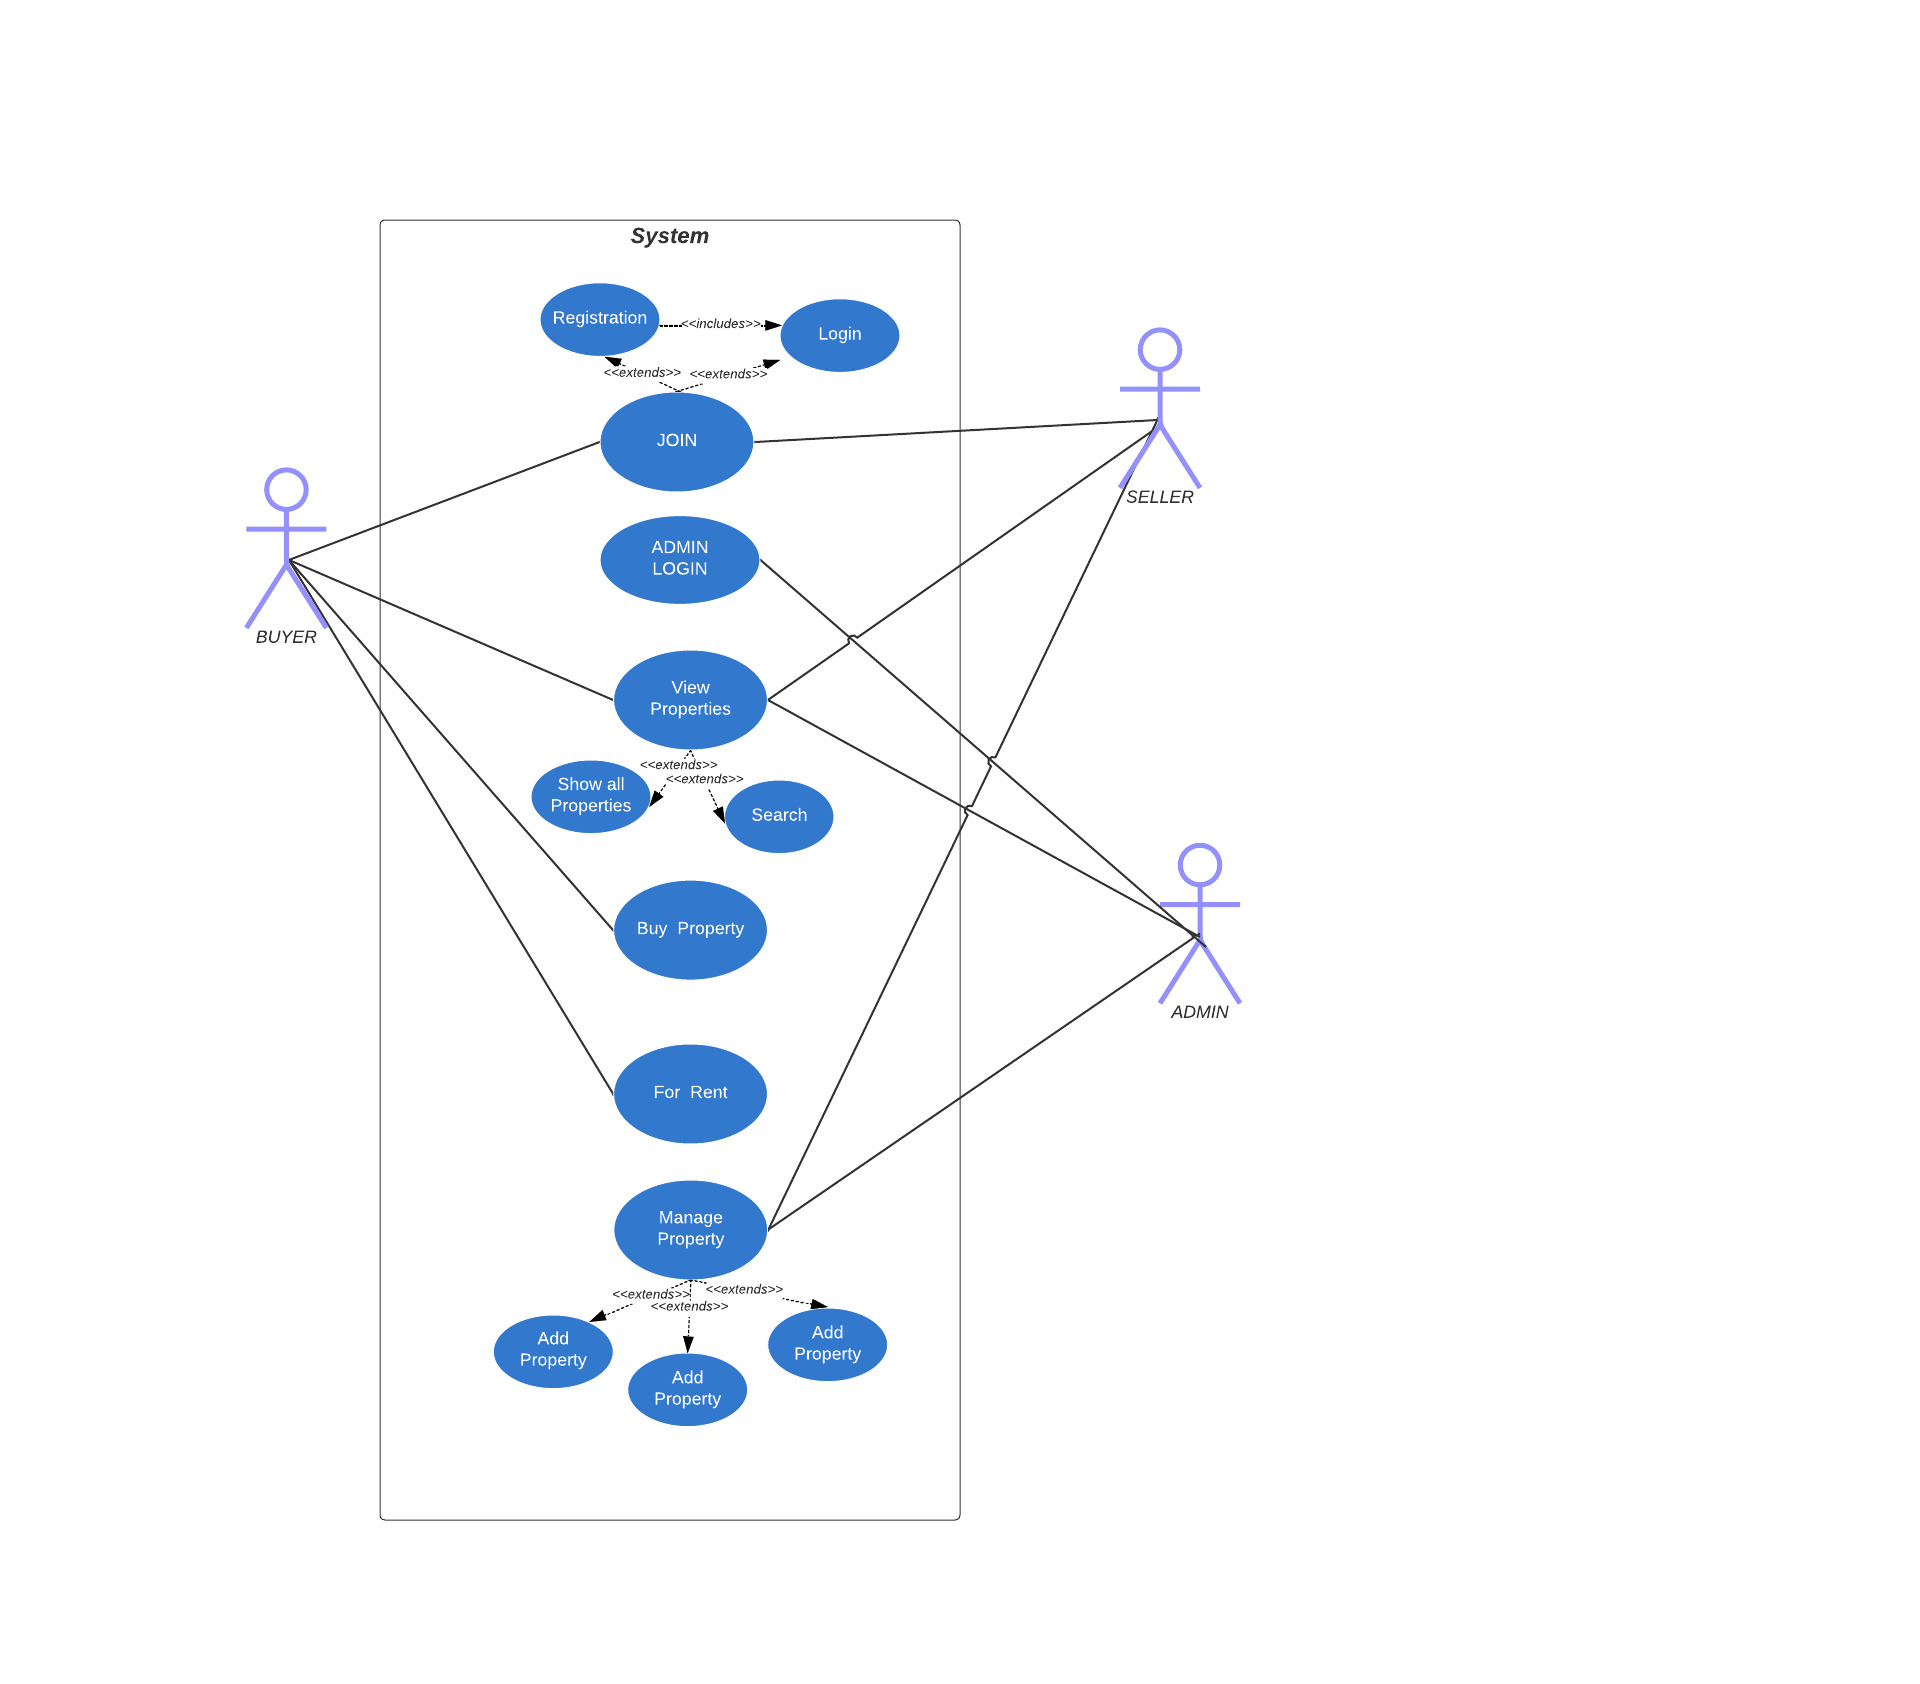 System
Registration
<<includes>>
Login
<<extends>>
<<extends>>
JOIN
SELLER
ADMIN
LOGIN
BUYER
View
Properties
<<extends>>
<<extends>>
Show all
Properties
Search
Buy  Property
ADMIN
For  Rent
Manage
Property
<<extends>>
<<extends>>
<<extends>>
Add
Property
Add
Property
Add
Property